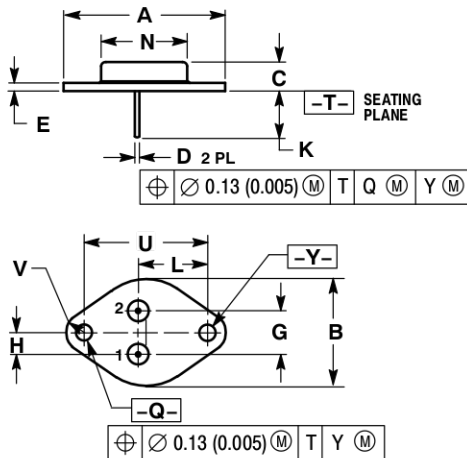 A
N
C
E
-T-
SEATING
PLANE
D 2 PL
K
⌖ ∅ 0.13 (0.005) Ⓜ T Q Ⓜ Y Ⓜ
U
V
L
-Y-
2
H
G
B
1
-Q-
⌖ ∅ 0.13 (0.005) Ⓜ T Y Ⓜ